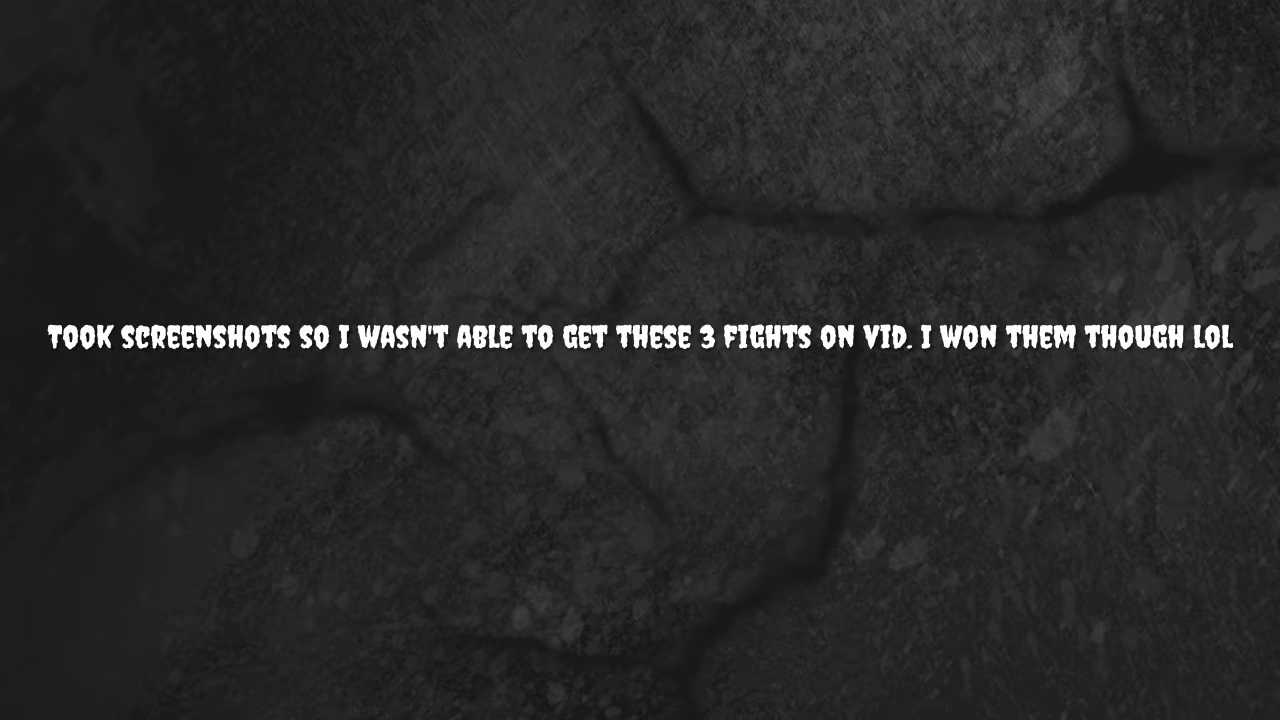 TOOK SCREENSHOTS SO I WASN'T ABLE TO GET THESE 3 FIGHTS ON VID. I WON THEM THOUGH LOL